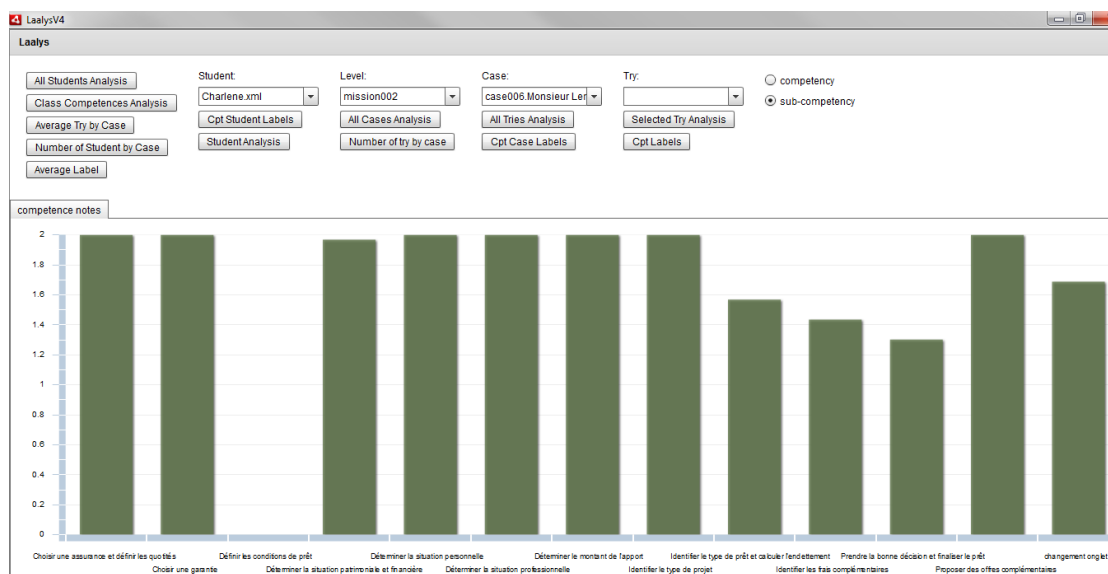 LaalysV4
Laalys
All Students Analysis
Class Competences Analysis
Average Try by Case
Number of Student by Case
Average Label
Student:
Charlene.xml
Cpt Student Labels
Student Analysis
Level:
mission002
All Cases Analysis
Number of try by case
Case:
case006.Monsieur Ler
All Tries Analysis
Cpt Case Labels
Try:
Selected Try Analysis
Cpt Labels
competency
sub-competency
competence notes
2
1.8
1.6
1.4
1.2
1
0.8
0.6
0.4
0.2
0
Choisir une assurance et définir les quotités
Choisir une garantie
Définir les conditions de prêt
Déterminer la situation patrimoniale et financière
Déterminer la situation personnelle
Déterminer la situation professionnelle
Déterminer le montant de l'apport
Identifier le type de projet
Identifier le type de prêt et calculer l'endettement
Identifier les frais complémentaires
Prendre la bonne décision et finaliser le prêt
Proposer des offres complémentaires
changement onglet